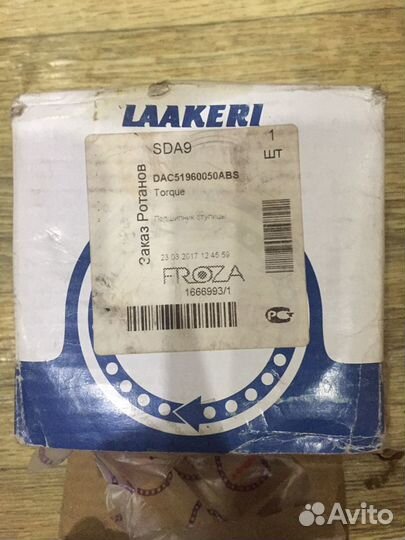 LAAKERI
SDA9
1
шт
DAC51960050ABS
Torque
Подшипник ступицы
23.03.2017 12:45:59
FROZA
1666993/1
Заказ Ротанов
РСТ
Avito